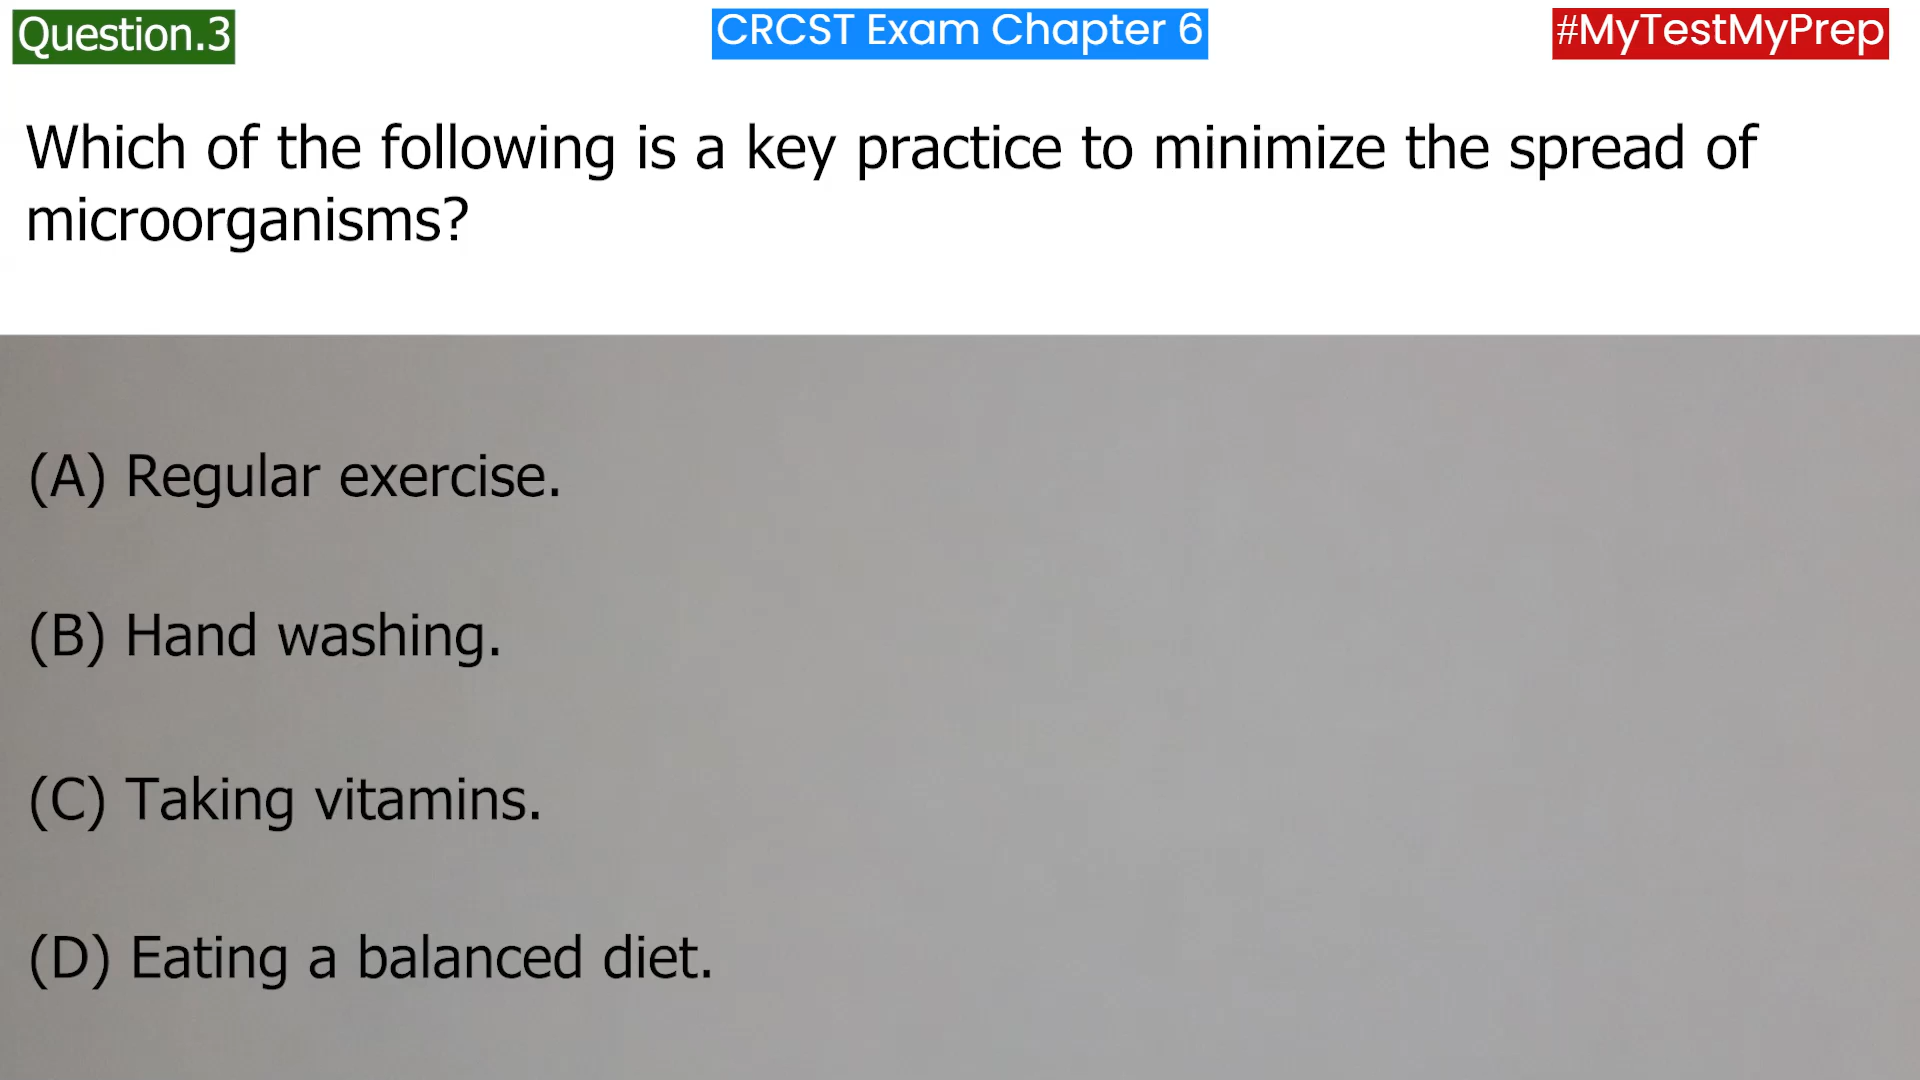 Question.3
CRCST Exam Chapter 6
#MyTestMyPrep
Which of the following is a key practice to minimize the spread of
microorganisms?
(A) Regular exercise.
(B) Hand washing.
(C) Taking vitamins.
(D) Eating a balanced diet.